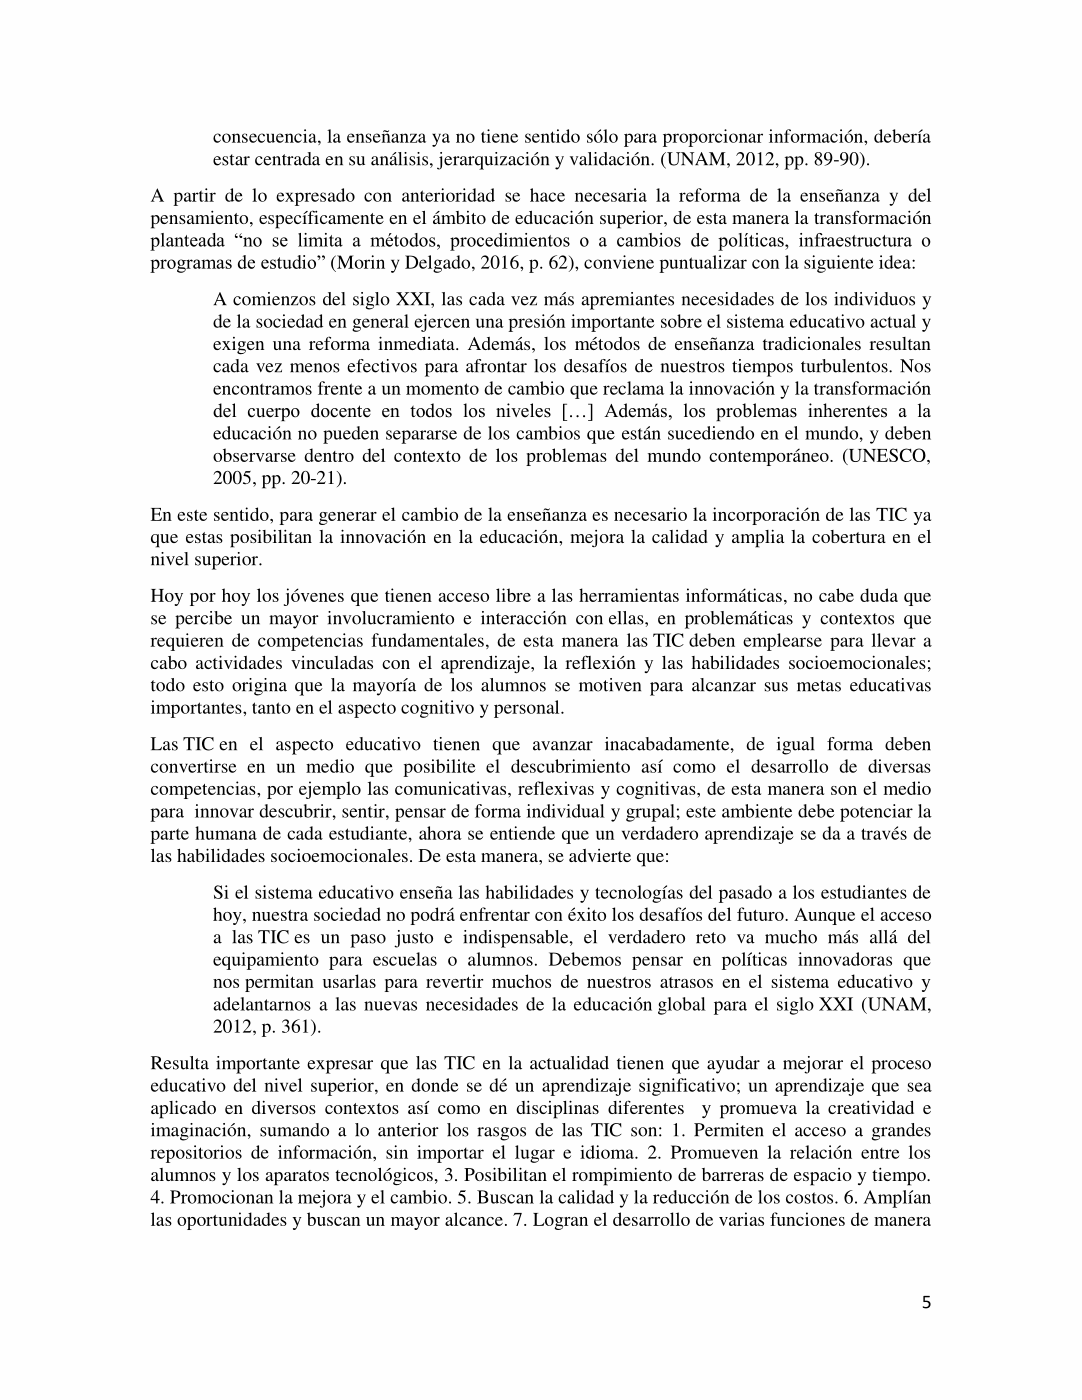 consecuencia, la enseñanza ya no tiene sentido sólo para proporcionar información, debería
estar centrada en su análisis, jerarquización y validación. (UNAM, 2012, pp. 89-90).
A partir de lo expresado con anterioridad se hace necesaria la reforma de la enseñanza y del
pensamiento, específicamente en el ámbito de educación superior, de esta manera la transformación
planteada “no se limita a métodos, procedimientos o a cambios de políticas, infraestructura o
programas de estudio” (Morin y Delgado, 2016, p. 62), conviene puntualizar con la siguiente idea:
A comienzos del siglo XXI, las cada vez más apremiantes necesidades de los individuos y
de la sociedad en general ejercen una presión importante sobre el sistema educativo actual y
exigen una reforma inmediata. Además, los métodos de enseñanza tradicionales resultan
cada vez menos efectivos para afrontar los desafíos de nuestros tiempos turbulentos. Nos
encontramos frente a un momento de cambio que reclama la innovación y la transformación
del cuerpo docente en todos los niveles […] Además, los problemas inherentes a la
educación no pueden separarse de los cambios que están sucediendo en el mundo, y deben
observarse dentro del contexto de los problemas del mundo contemporáneo. (UNESCO,
2005, pp. 20-21).
En este sentido, para generar el cambio de la enseñanza es necesario la incorporación de las TIC ya
que estas posibilitan la innovación en la educación, mejora la calidad y amplia la cobertura en el
nivel superior.
Hoy por hoy los jóvenes que tienen acceso libre a las herramientas informáticas, no cabe duda que
se percibe un mayor involucramiento e interacción con ellas, en problemáticas y contextos que
requieren de competencias fundamentales, de esta manera las TIC deben emplearse para llevar a
cabo actividades vinculadas con el aprendizaje, la reflexión y las habilidades socioemocionales;
todo esto origina que la mayoría de los alumnos se motiven para alcanzar sus metas educativas
importantes, tanto en el aspecto cognitivo y personal.
Las TIC en el aspecto educativo tienen que avanzar inacabadamente, de igual forma deben
convertirse en un medio que posibilite el descubrimiento así como el desarrollo de diversas
competencias, por ejemplo las comunicativas, reflexivas y cognitivas, de esta manera son el medio
para  innovar descubrir, sentir, pensar de forma individual y grupal; este ambiente debe potenciar la
parte humana de cada estudiante, ahora se entiende que un verdadero aprendizaje se da a través de
las habilidades socioemocionales. De esta manera, se advierte que:
Si el sistema educativo enseña las habilidades y tecnologías del pasado a los estudiantes de
hoy, nuestra sociedad no podrá enfrentar con éxito los desafíos del futuro. Aunque el acceso
a las TIC es un paso justo e indispensable, el verdadero reto va mucho más allá del
equipamiento para escuelas o alumnos. Debemos pensar en políticas innovadoras que
nos permitan usarlas para revertir muchos de nuestros atrasos en el sistema educativo y
adelantarnos a las nuevas necesidades de la educación global para el siglo XXI (UNAM,
2012, p. 361).
Resulta importante expresar que las TIC en la actualidad tienen que ayudar a mejorar el proceso
educativo del nivel superior, en donde se dé un aprendizaje significativo; un aprendizaje que sea
aplicado en diversos contextos así como en disciplinas diferentes  y promueva la creatividad e
imaginación, sumando a lo anterior los rasgos de las TIC son: 1. Permiten el acceso a grandes
repositorios de información, sin importar el lugar e idioma. 2. Promueven la relación entre los
alumnos y los aparatos tecnológicos, 3. Posibilitan el rompimiento de barreras de espacio y tiempo.
4. Promocionan la mejora y el cambio. 5. Buscan la calidad y la reducción de los costos. 6. Amplían
las oportunidades y buscan un mayor alcance. 7. Logran el desarrollo de varias funciones de manera
5